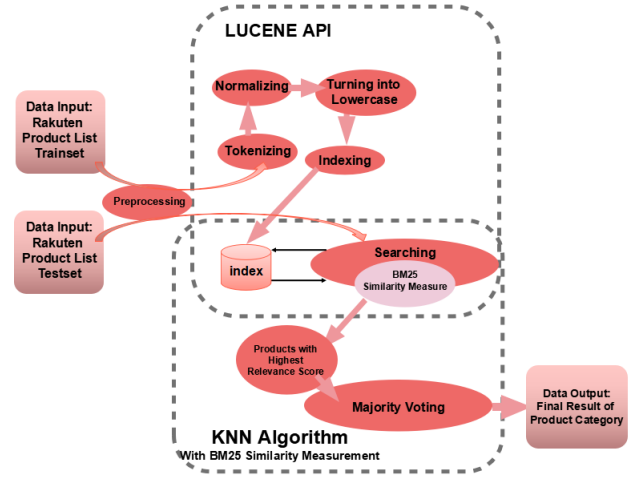 LUCENE API
Normalizing
Turning into
Lowercase
Data Input:
Rakuten
Product List
Trainset
Tokenizing
Indexing
Preprocessing
Data Input:
Rakuten
Product List
Testset
Searching
index
BM25
Similarity Measure
Products with
Highest
Relevance Score
Majority Voting
Data Output:
Final Result of
Product Category
KNN Algorithm
With BM25 Similarity Measurement